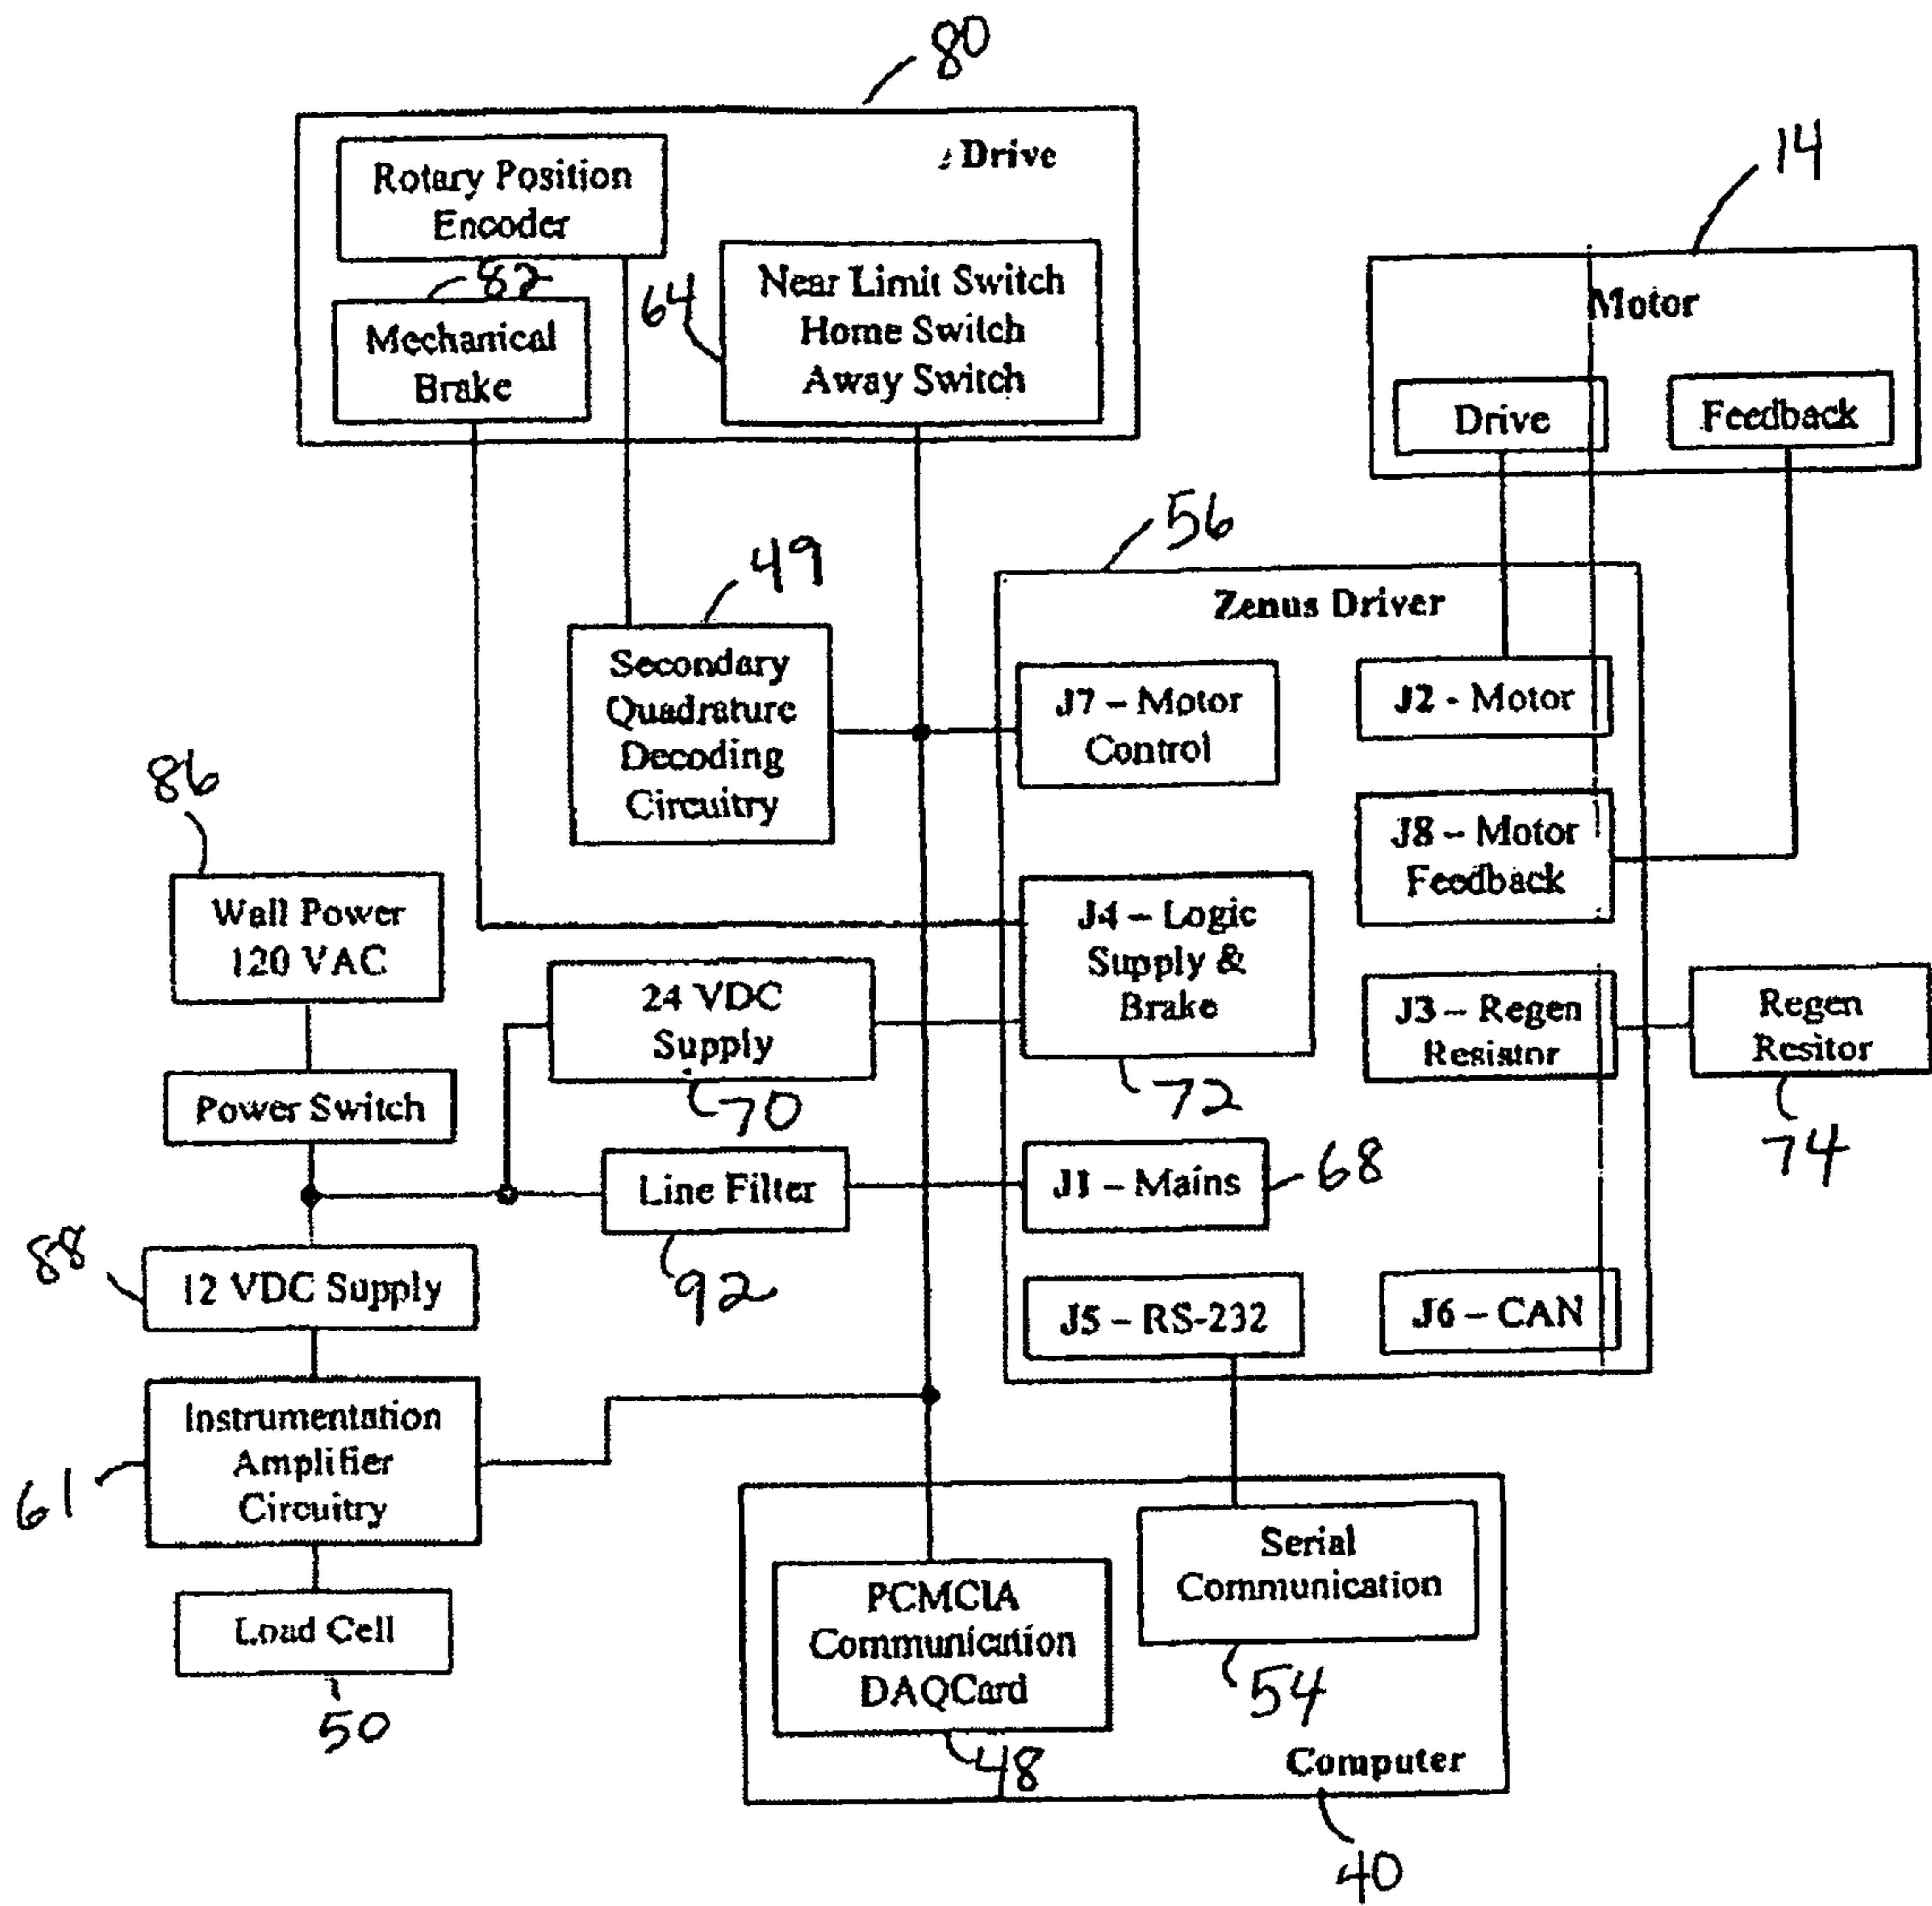 80
Drive
Rotary Position
Encoder
82
Mechanical
Brake
64
Near Limit Switch
Home Switch
Away Switch
14
Motor
Drive
Feedback
56
Zenus Driver
49
Secondary
Quadrature
Decoding
Circuitry
J7 – Motor
Control
J2 - Motor
J8 – Motor
Feedback
86
Wall Power
120 VAC
J4 – Logic
Supply &
Brake
72
24 VDC
Supply
70
J3 – Regen
Resistor
Regen
Resitor
74
Power Switch
Line Filter
92
J1 – Mains
68
88
12 VDC Supply
J5 – RS-232
J6 – CAN
Instrumentation
Amplifier
Circuitry
61
Load Cell
50
Serial
Communication
54
PCMCIA
Communication
DAQCard
48
Computer
40